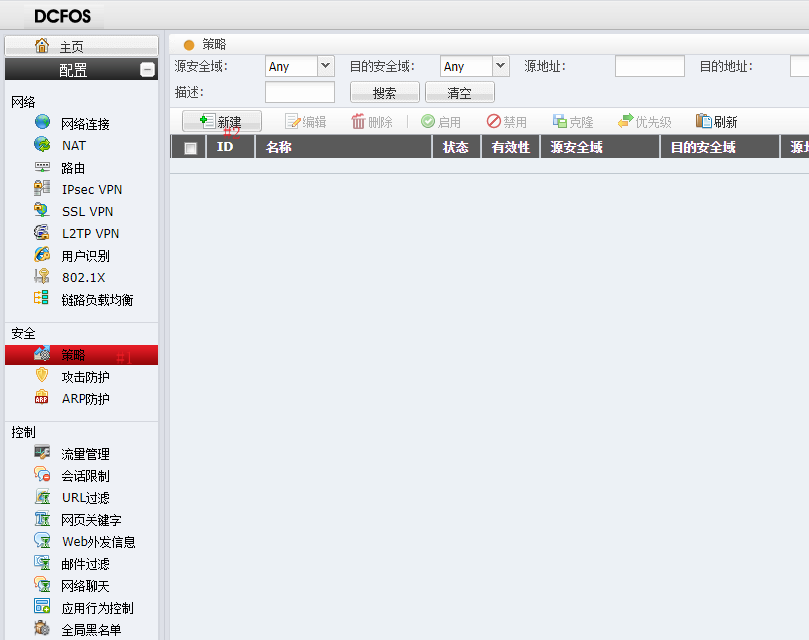 DCFOS
主页
配置
网络
网络连接
NAT
路由
IPsec VPN
SSL VPN
L2TP VPN
用户识别
802.1X
链路负载均衡
安全
策略 #1
攻击防护
ARP防护
控制
流量管理
会话限制
URL过滤
网页关键字
Web外发信息
邮件过滤
网络聊天
应用行为控制
全局黑名单
策略
源安全域: Any 目的安全域: Any 源地址: 目的地址:
描述: 搜索 清空
新建 编辑 删除 启用 禁用 克隆 优先级 刷新
#2
ID 名称 状态 有效性 源安全域 目的安全域 源地